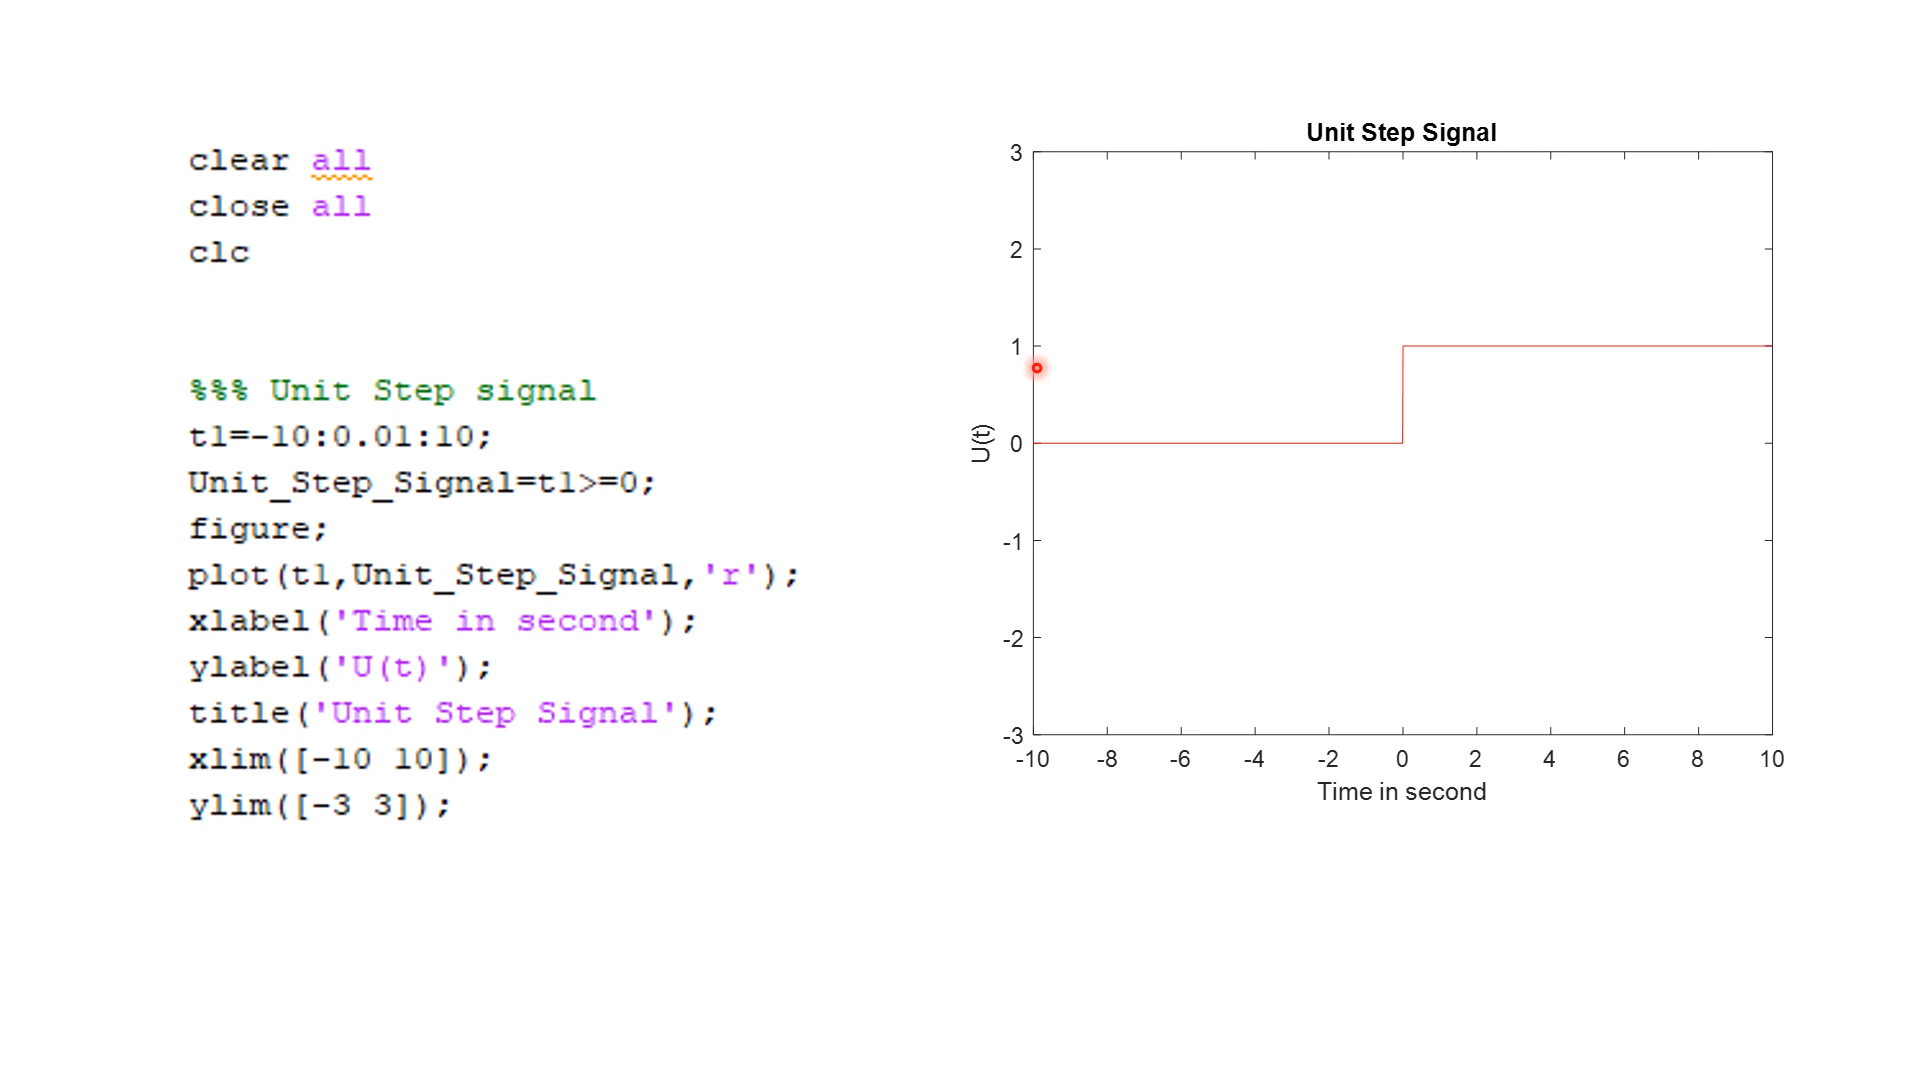 clear all
close all
clc
%%% Unit Step signal
t1=-10:0.01:10;
Unit_Step_Signal=t1>=0;
figure;
plot(t1,Unit_Step_Signal,'r');
xlabel('Time in second');
ylabel('U(t)');
title('Unit Step Signal');
xlim([-10 10]);
ylim([-3 3]);
Unit Step Signal
3
2
1
0
-1
-2
-3
U(t)
-10 -8 -6 -4 -2 0 2 4 6 8 10
Time in second